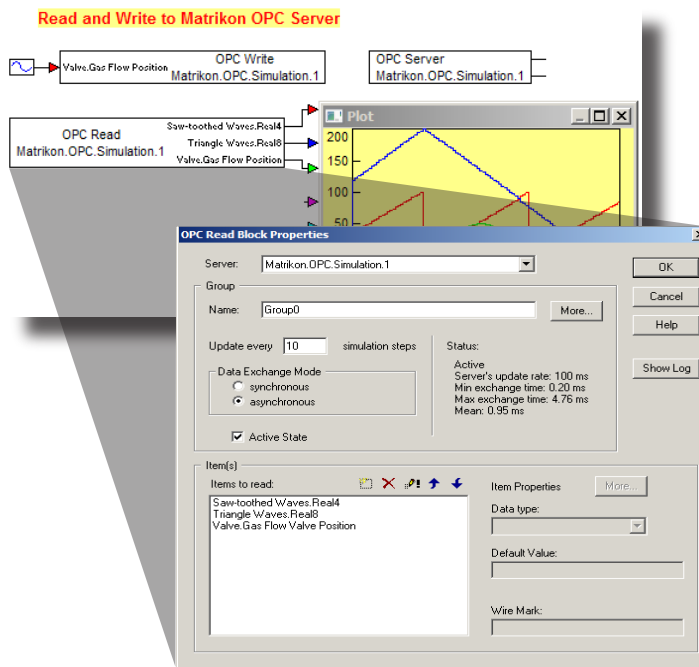 Read and Write to Matrikon OPC Server
OPC Write
Valve.Gas Flow Position
Matrikon.OPC.Simulation.1
OPC Server
Matrikon.OPC.Simulation.1
OPC Read
Matrikon.OPC.Simulation.1
Saw-toothed Waves.Real4
Triangle Waves.Real8
Valve.Gas Flow Position
Plot
200
150
100
50
OPC Read Block Properties
Server: Matrikon.OPC.Simulation.1
OK
Group
Cancel
Name: Group0 More...
Help
Update every 10 simulation steps
Status:
Data Exchange Mode
synchronous
asynchronous
Active
Server's update rate: 100 ms
Min exchange time: 0.20 ms
Max exchange time: 4.76 ms
Mean: 0.95 ms
Show Log
Active State
Item(s)
Items to read:
Item Properties More...
Saw-toothed Waves.Real4
Triangle Waves.Real8
Valve.Gas Flow Valve Position
Data type:
Default Value:
Wire Mark: